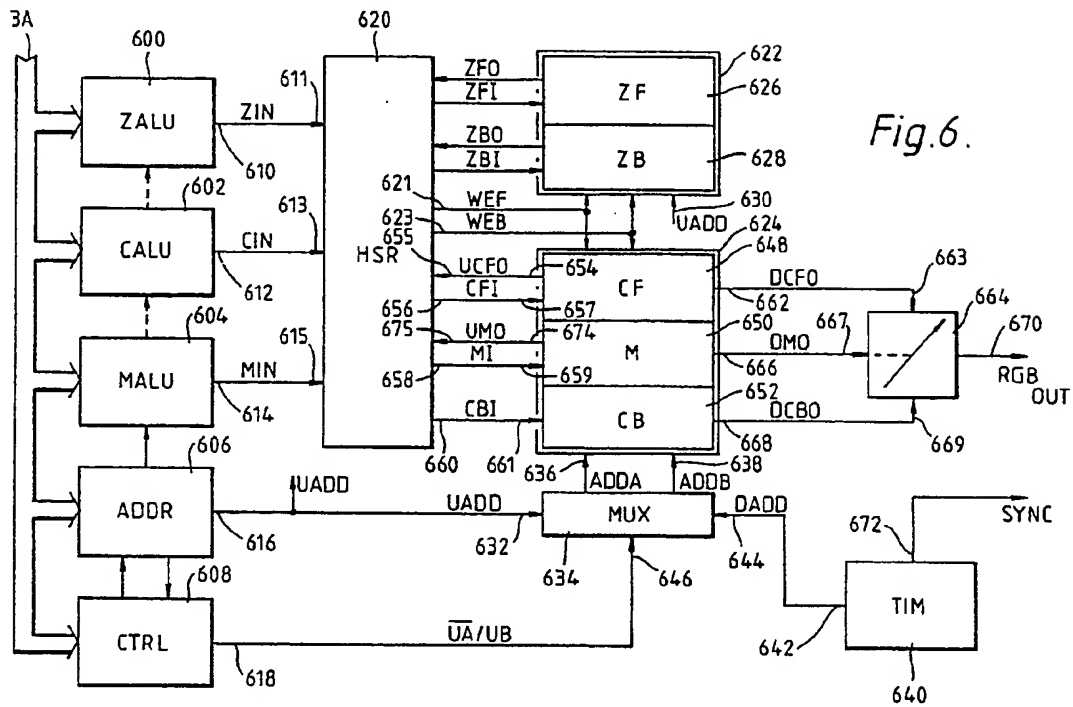 3A
600
ZALU
ZIN
610
611
602
CALU
CIN
612
613
604
MALU
MIN
614
615
606
ADDR
UADD
616
UADD
632
608
CTRL
618
U̅A̅/UB
620
HSR
ZFO
ZFI
ZBO
ZBI
621
WEF
623
WEB
655
UCFO
654
CFI
656
657
675
UMO
674
MI
658
659
CBI
660
661
622
ZF
626
ZB
628
630
UADD
624
648
CF
650
M
652
CB
636
638
ADDA
ADDB
MUX
634
646
DADD
644
DCFO
662
663
664
DMO
667
666
DCBO
668
669
670
RGB OUT
672
SYNC
TIM
642
640
Fig.6.